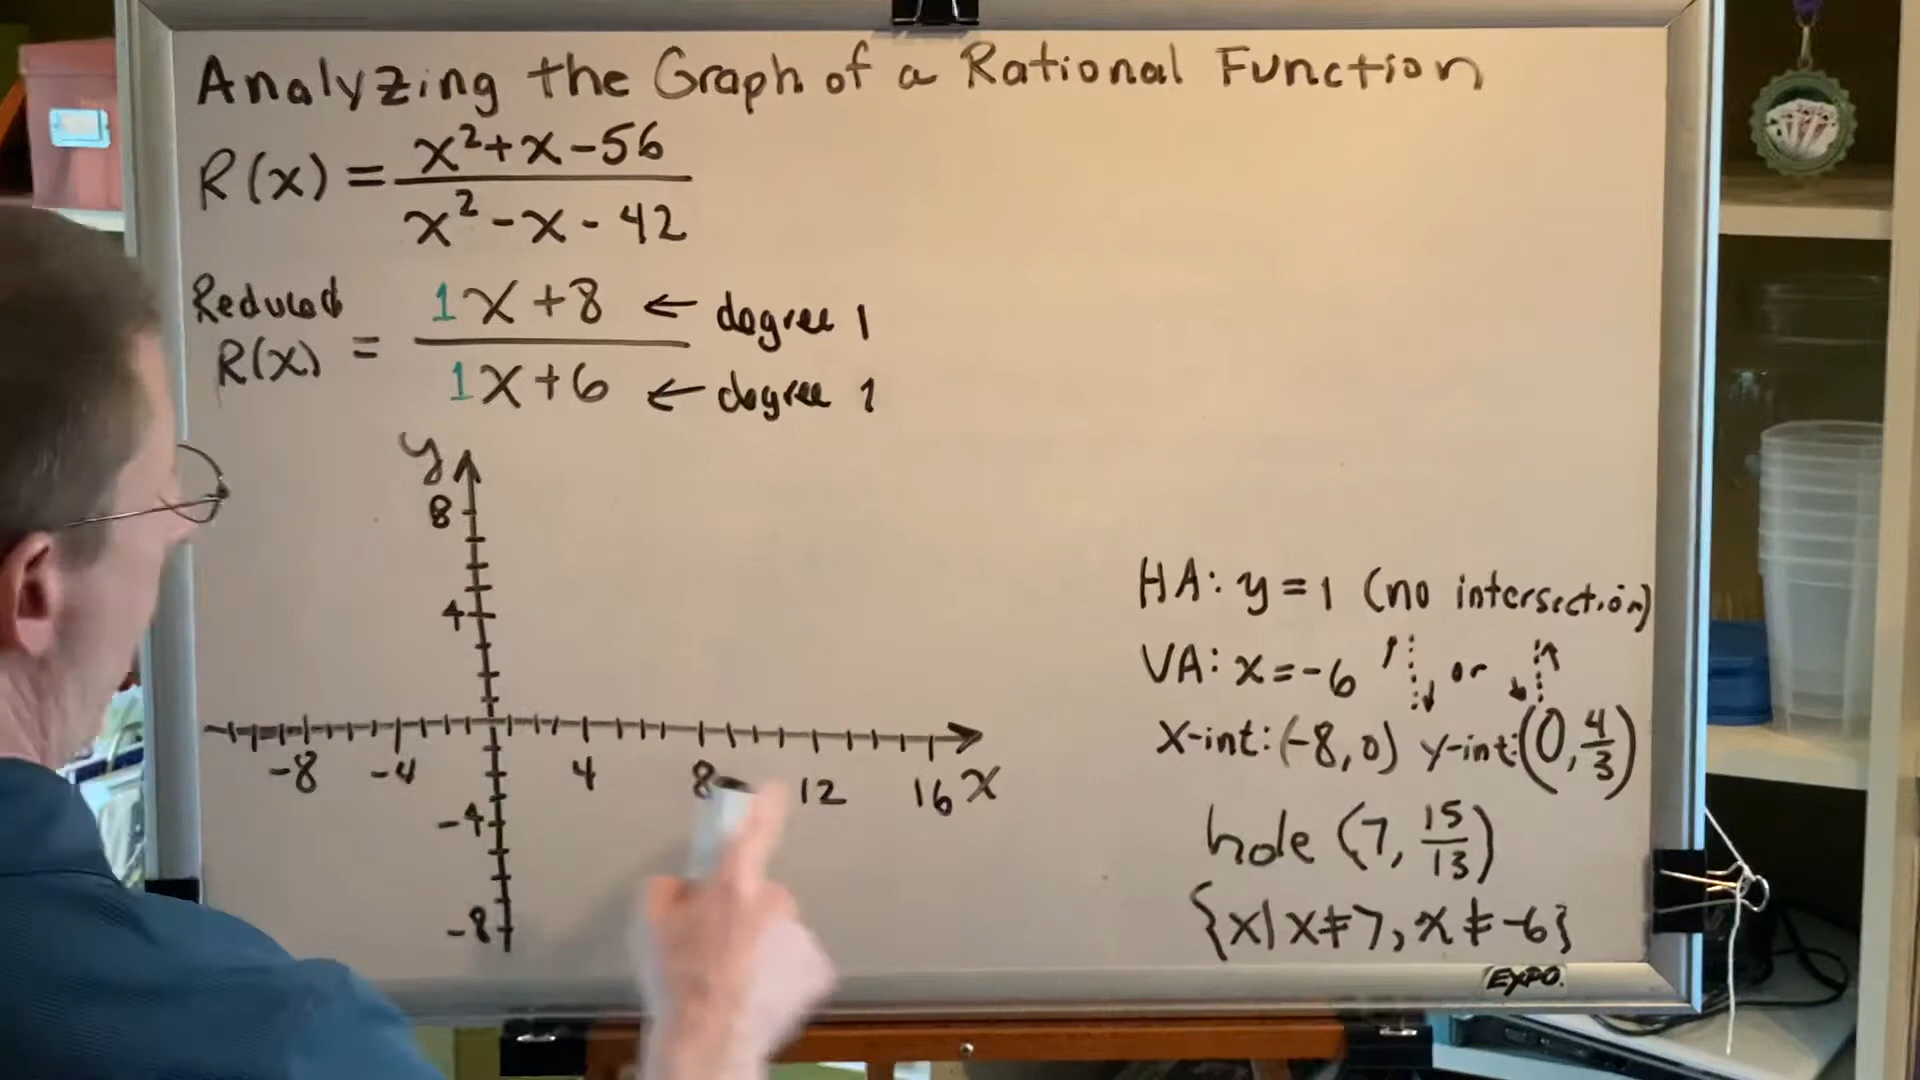 Analyzing the Graph of a Rational Function
R(x) = x²+x-56
x²-x-42
Reduced
R(x) = 1x+8 ← degree 1
1x+6 ← degree 1
y
8
4
-8 -4 4 8 12 16 x
-4
-8
HA: y=1 (no intersection)
VA: x=-6 ↑⋮↓ or ↓⋮↑
x-int: (-8,0) y-int: (0, 4/3)
hole (7, 15/13)
{x| x≠7, x≠-6}
EXPO.